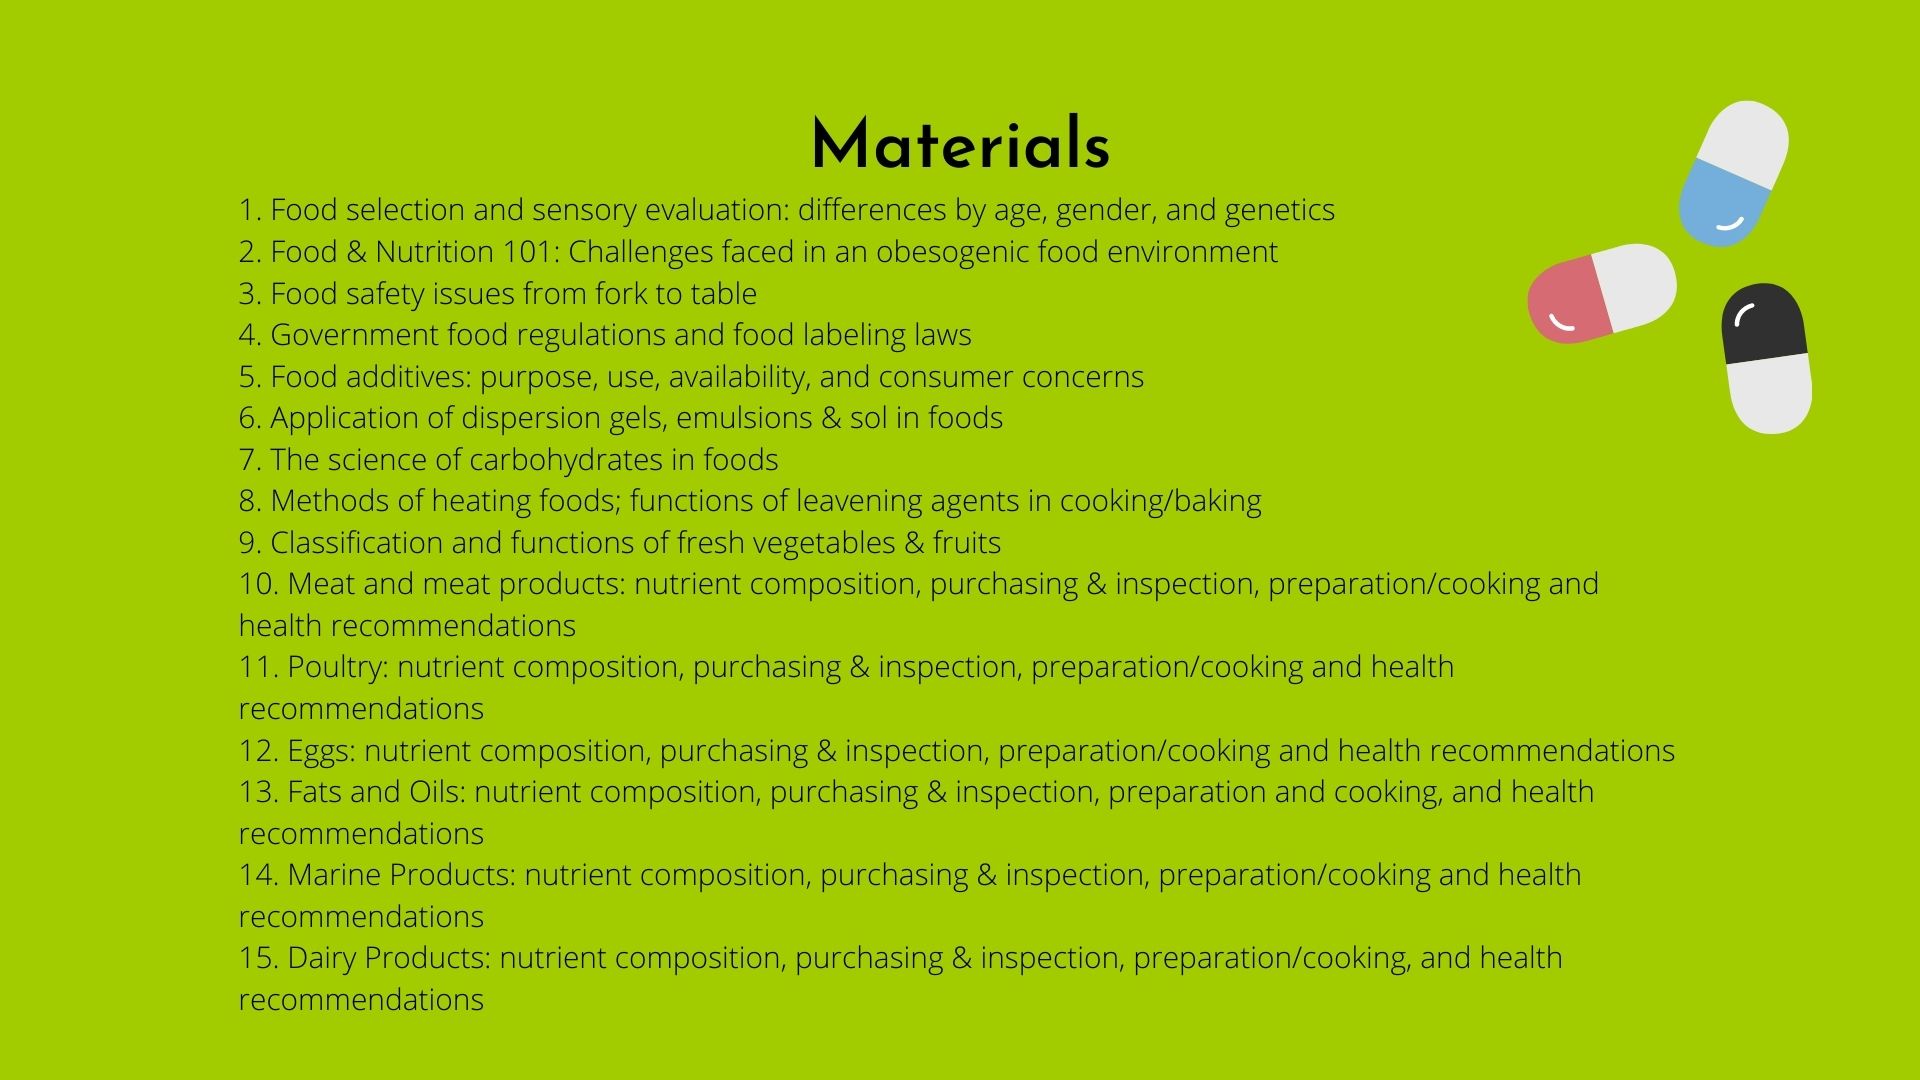 Materials
1. Food selection and sensory evaluation: differences by age, gender, and genetics
2. Food & Nutrition 101: Challenges faced in an obesogenic food environment
3. Food safety issues from fork to table
4. Government food regulations and food labeling laws
5. Food additives: purpose, use, availability, and consumer concerns
6. Application of dispersion gels, emulsions & sol in foods
7. The science of carbohydrates in foods
8. Methods of heating foods; functions of leavening agents in cooking/baking
9. Classification and functions of fresh vegetables & fruits
10. Meat and meat products: nutrient composition, purchasing & inspection, preparation/cooking and
health recommendations
11. Poultry: nutrient composition, purchasing & inspection, preparation/cooking and health
recommendations
12. Eggs: nutrient composition, purchasing & inspection, preparation/cooking and health recommendations
13. Fats and Oils: nutrient composition, purchasing & inspection, preparation and cooking, and health
recommendations
14. Marine Products: nutrient composition, purchasing & inspection, preparation/cooking and health
recommendations
15. Dairy Products: nutrient composition, purchasing & inspection, preparation/cooking, and health
recommendations